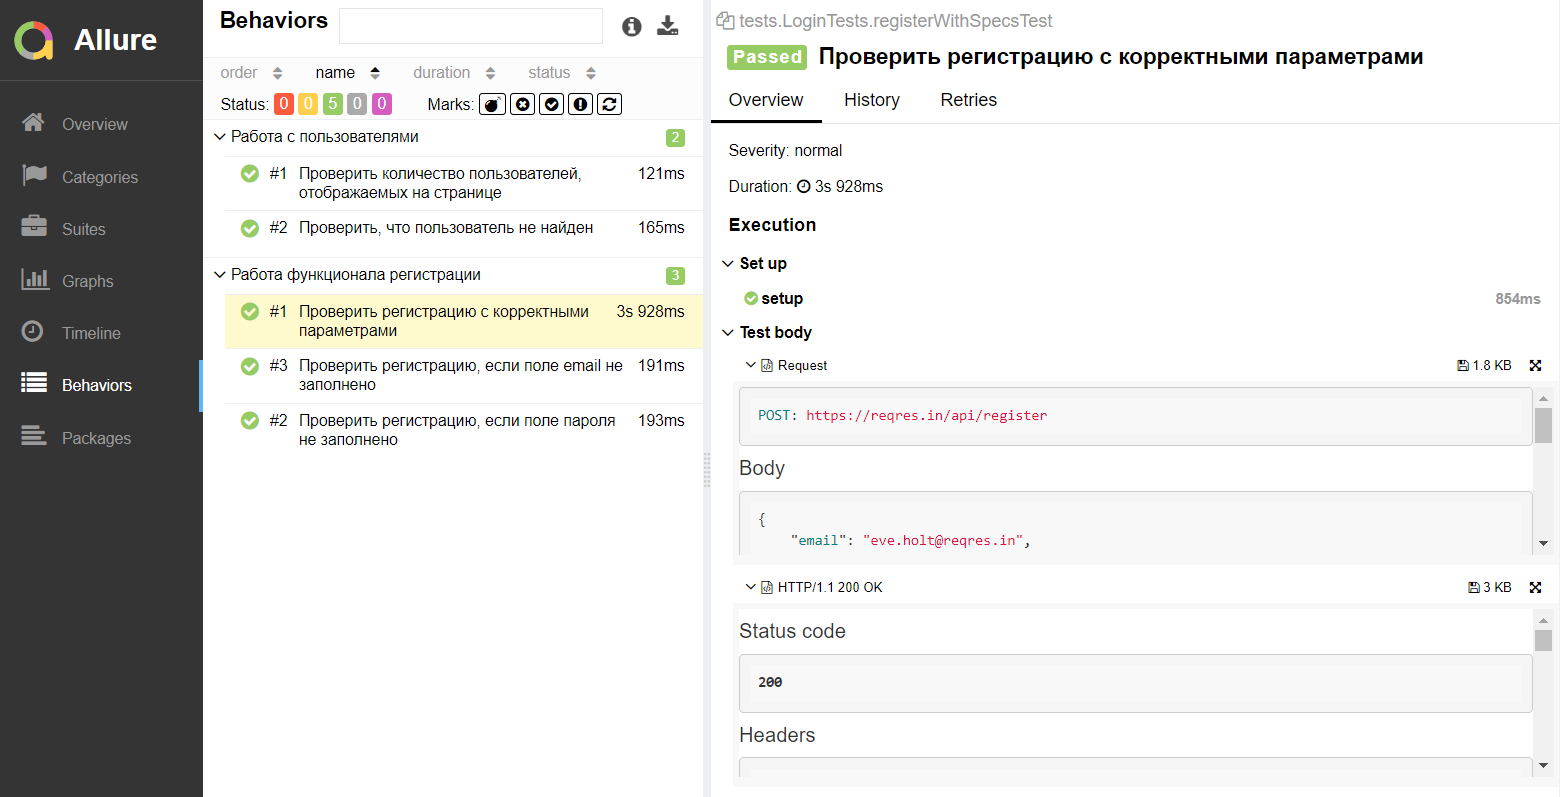 Allure
Overview
Categories
Suites
Graphs
Timeline
Behaviors
Packages
Behaviors
order name duration status
Status: 0 0 5 0 0 Marks:
Работа с пользователями 2
#1 Проверить количество пользователей, 121ms
отображаемых на странице
#2 Проверить, что пользователь не найден 165ms
Работа функционала регистрации 3
#1 Проверить регистрацию с корректными 3s 928ms
параметрами
#3 Проверить регистрацию, если поле email не 191ms
заполнено
#2 Проверить регистрацию, если поле пароля 193ms
не заполнено
tests.LoginTests.registerWithSpecsTest
Passed Проверить регистрацию с корректными параметрами
Overview History Retries
Severity: normal
Duration: 3s 928ms
Execution
Set up
setup 854ms
Test body
Request 1.8 KB
POST: https://reqres.in/api/register
Body
{
"email": "eve.holt@reqres.in",
HTTP/1.1 200 OK 3 KB
Status code
200
Headers